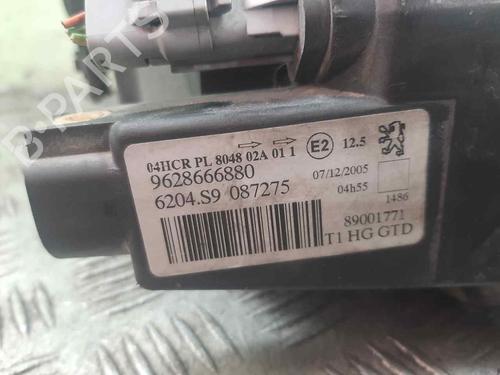 B-PARTS
04HCR PL 8048 02A 01 1 E2 12.5
9628666880 07/12/2005
6204.S9 087275 04h55
1486
89001771
T1 HG GTD